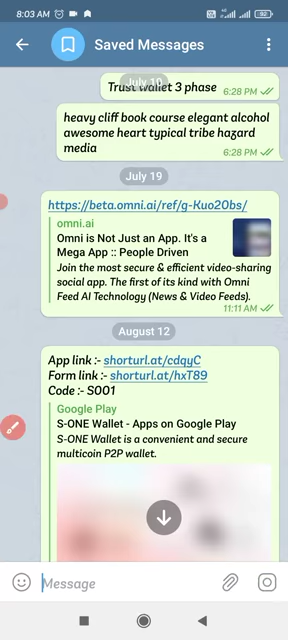 8:03 AM
92
Saved Messages
July 10
Trust wallet 3 phase 6:28 PM
heavy cliff book course elegant alcohol
awesome heart typical tribe hazard
media 6:28 PM
July 19
https://beta.omni.ai/ref/g-Kuo20bs/
omni.ai
Omni is Not Just an App. It's a
Mega App :: People Driven
Join the most secure & efficient video-sharing
social app. The first of its kind with Omni
Feed AI Technology (News & Video Feeds).
11:11 AM
August 12
App link :- shorturl.at/cdqyC
Form link :- shorturl.at/hxT89
Code :- S001
Google Play
S-ONE Wallet - Apps on Google Play
S-ONE Wallet is a convenient and secure
multicoin P2P wallet.
Message